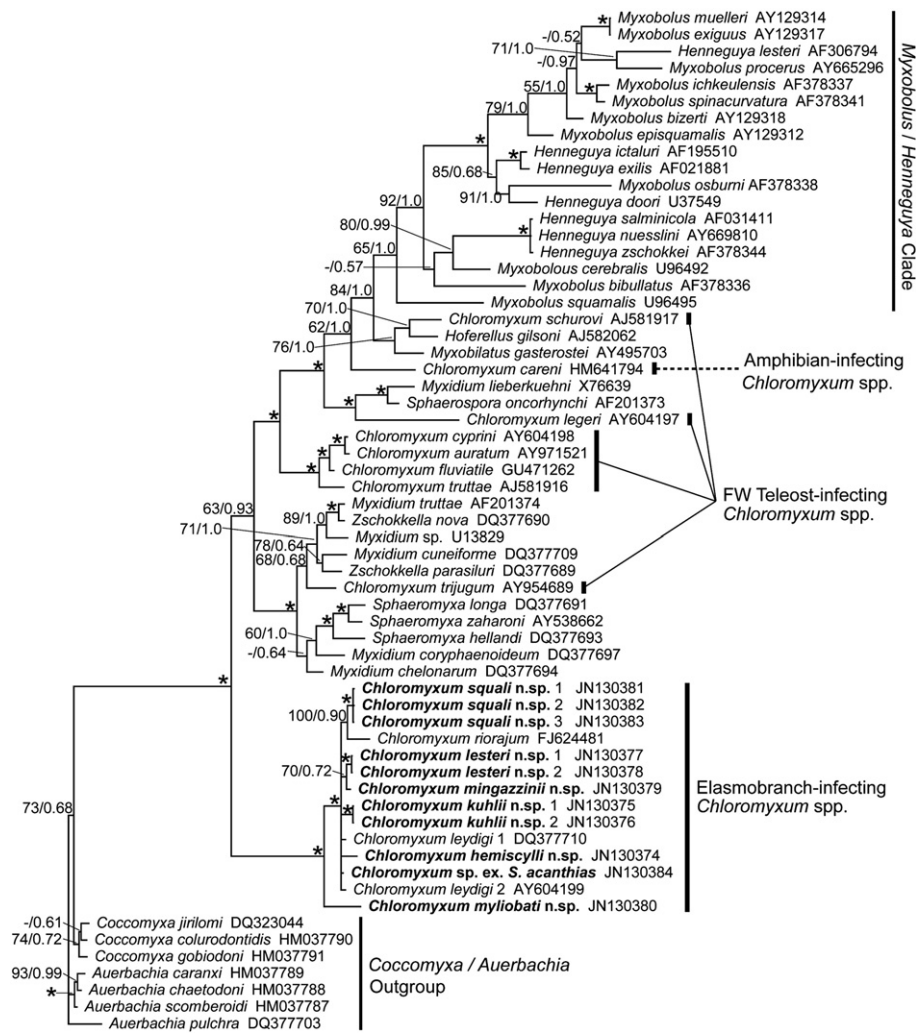 Myxobolus muelleri AY129314
Myxobolus exiguus AY129317
Henneguya lesteri AF306794
Myxobolus procerus AY665296
Myxobolus ichkeulensis AF378337
Myxobolus spinacurvatura AF378341
Myxobolus bizerti AY129318
Myxobolus episquamalis AY129312
Henneguya ictaluri AF195510
Henneguya exilis AF021881
Myxobolus osburni AF378338
Henneguya doori U37549
Henneguya salminicola AF031411
Henneguya nuesslini AY669810
Henneguya zschokkei AF378344
Myxobolous cerebralis U96492
Myxobolus bibullatus AF378336
Myxobolus squamalis U96495
Chloromyxum schurovi AJ581917
Hoferellus gilsoni AJ582062
Myxobilatus gasterostei AY495703
Chloromyxum careni HM641794
Myxidium lieberkuehni X76639
Sphaerospora oncorhynchi AF201373
Chloromyxum legeri AY604197
Chloromyxum cyprini AY604198
Chloromyxum auratum AY971521
Chloromyxum fluviatile GU471262
Chloromyxum truttae AJ581916
Myxidium truttae AF201374
Zschokkella nova DQ377690
Myxidium sp. U13829
Myxidium cuneiforme DQ377709
Zschokkella parasiluri DQ377689
Chloromyxum trijugum AY954689
Sphaeromyxa longa DQ377691
Sphaeromyxa zaharoni AY538662
Sphaeromyxa hellandi DQ377693
Myxidium coryphaenoideum DQ377697
Myxidium chelonarum DQ377694
Chloromyxum squali n.sp. 1 JN130381
Chloromyxum squali n.sp. 2 JN130382
Chloromyxum squali n.sp. 3 JN130383
Chloromyxum riorajum FJ624481
Chloromyxum lesteri n.sp. 1 JN130377
Chloromyxum lesteri n.sp. 2 JN130378
Chloromyxum mingazzinii n.sp. JN130379
Chloromyxum kuhlii n.sp. 1 JN130375
Chloromyxum kuhlii n.sp. 2 JN130376
Chloromyxum leydigi 1 DQ377710
Chloromyxum hemiscylli n.sp. JN130374
Chloromyxum sp. ex. S. acanthias JN130384
Chloromyxum leydigi 2 AY604199
Chloromyxum myliobati n.sp. JN130380
Coccomyxa jirilomi DQ323044
Coccomyxa colurodontidis HM037790
Coccomyxa gobiodoni HM037791
Auerbachia caranxi HM037789
Auerbachia chaetodoni HM037788
Auerbachia scomberoidi HM037787
Auerbachia pulchra DQ377703
-/0.52
71/1.0
-/0.97
55/1.0
79/1.0
*
*
*
*
85/0.68
91/1.0
92/1.0
80/0.99
*
65/1.0
-/0.57
84/1.0
70/1.0
62/1.0
76/1.0
*
*
*
*
*
*
*
63/0.93
89/1.0
*
71/1.0
78/0.64
68/0.68
*
*
*
60/1.0
-/0.64
*
*
100/0.90
*
70/0.72
*
*
73/0.68
-/0.61
74/0.72
93/0.99
*
Myxobolus / Henneguya Clade
Amphibian-infecting
Chloromyxum spp.
FW Teleost-infecting
Chloromyxum spp.
Elasmobranch-infecting
Chloromyxum spp.
Coccomyxa / Auerbachia
Outgroup